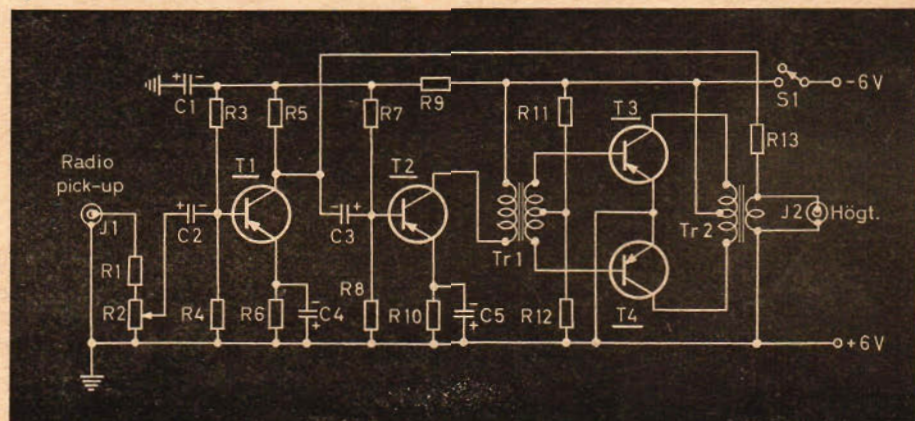 C1
R3
R5
R7
R9
R11
T3
S1
-6V
R13
Radio
pick-up
J1
T1
T2
C2
C3
Tr1
Tr2
J2
Högt.
R1
R2
R4
R6
C4
R8
R10
C5
R12
T4
+6V